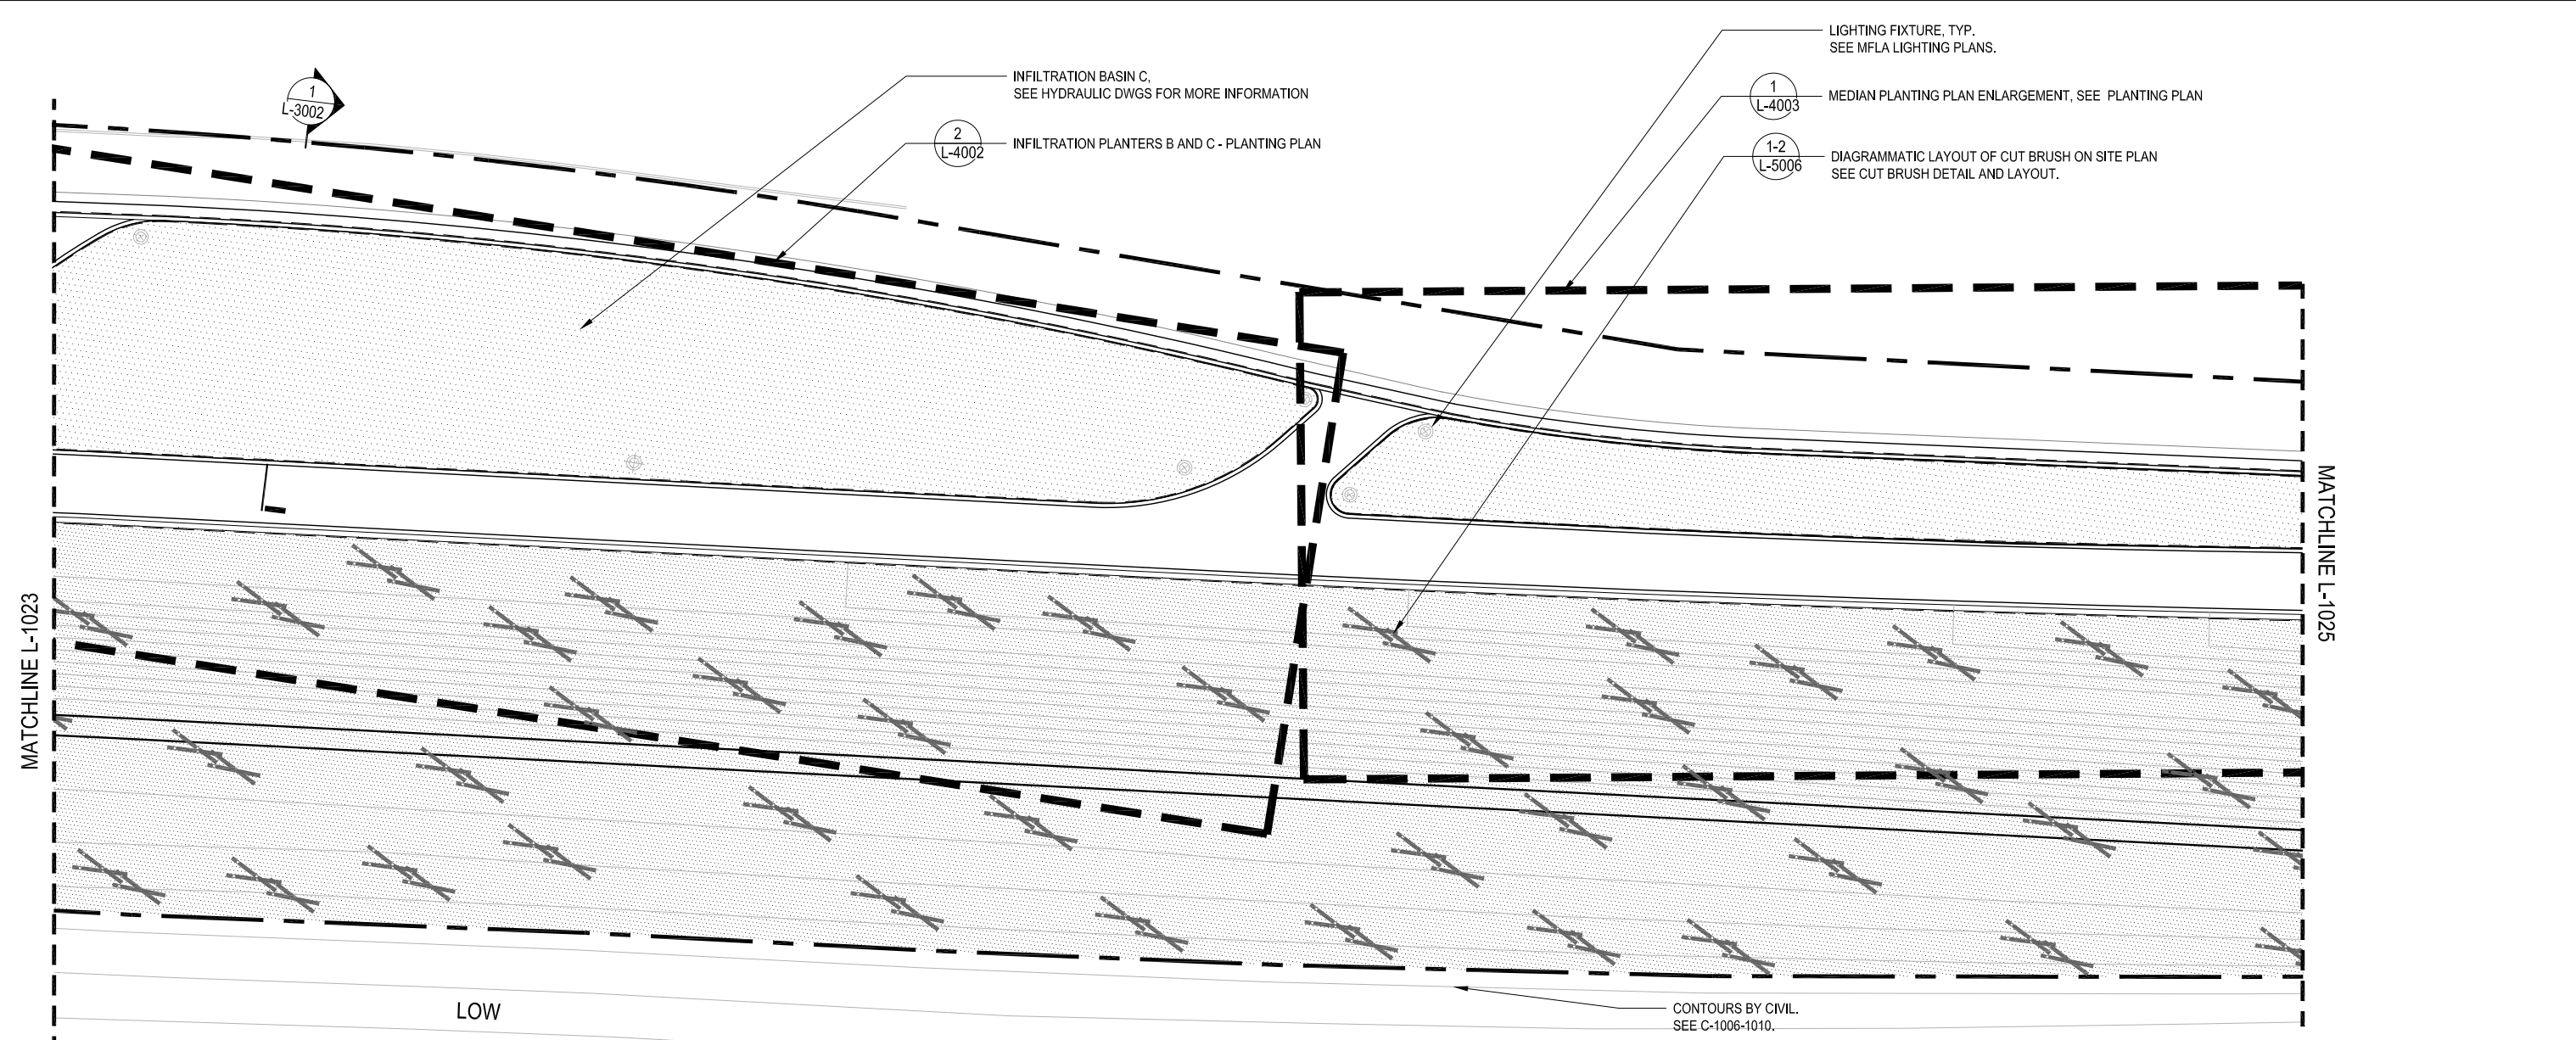 LIGHTING FIXTURE, TYP.
SEE MFLA LIGHTING PLANS.
INFILTRATION BASIN C,
SEE HYDRAULIC DWGS FOR MORE INFORMATION
1
L-3002
1
L-4003
MEDIAN PLANTING PLAN ENLARGEMENT, SEE PLANTING PLAN
2
L-4002
INFILTRATION PLANTERS B AND C - PLANTING PLAN
1-2
L-5006
DIAGRAMMATIC LAYOUT OF CUT BRUSH ON SITE PLAN
SEE CUT BRUSH DETAIL AND LAYOUT.
MATCHLINE L-1023
MATCHLINE L-1025
LOW
CONTOURS BY CIVIL.
SEE C-1006-1010.